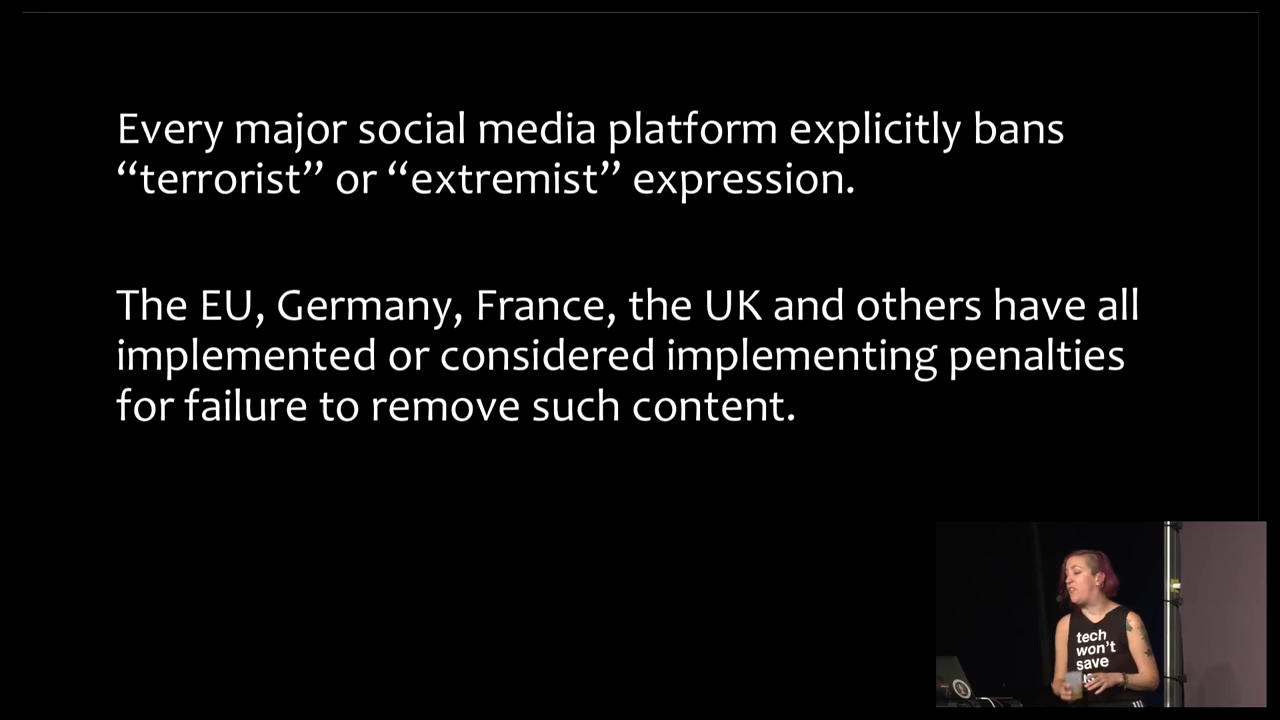 Every major social media platform explicitly bans
“terrorist” or “extremist” expression.
The EU, Germany, France, the UK and others have all
implemented or considered implementing penalties
for failure to remove such content.
tech
won't
save